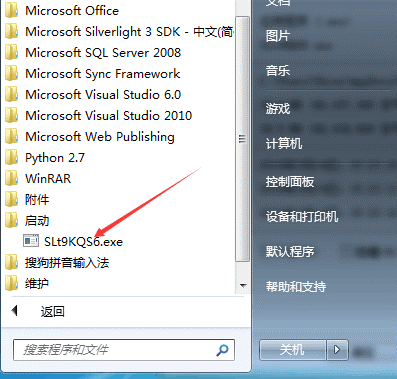 Microsoft Office
Microsoft Silverlight 3 SDK - 中文(简
Microsoft SQL Server 2008
Microsoft Sync Framework
Microsoft Visual Studio 6.0
Microsoft Visual Studio 2010
Microsoft Web Publishing
Python 2.7
WinRAR
附件
启动
SLt9KQS6.exe
搜狗拼音输入法
维护
返回
搜索程序和文件
文档
图片
音乐
游戏
计算机
控制面板
设备和打印机
默认程序
帮助和支持
关机